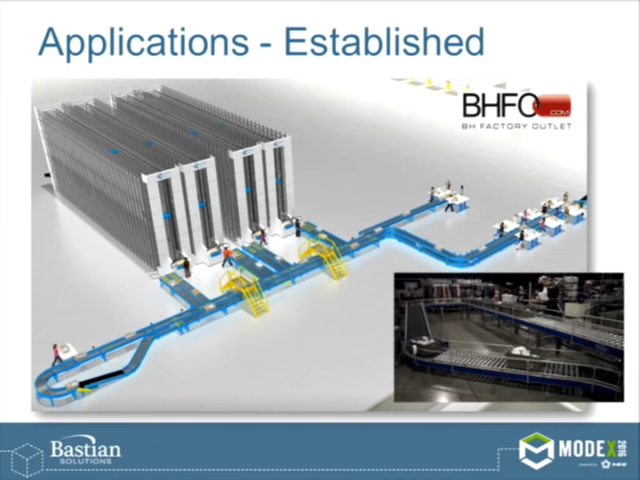 Applications - Established
BHFO
.COM
BH FACTORY OUTLET
Bastian
SOLUTIONS
MODEX
2016